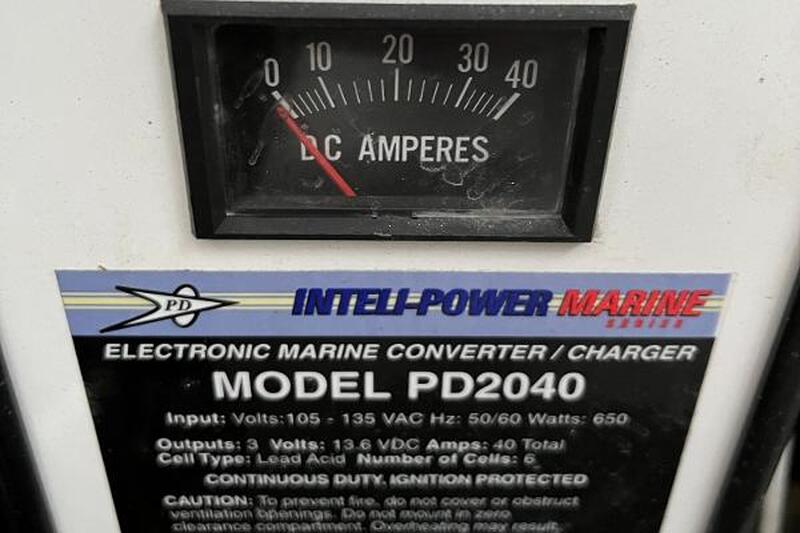 0 10 20 30 40
DC AMPERES
PD INTELI-POWER MARINE
SERIES
ELECTRONIC MARINE CONVERTER / CHARGER
MODEL PD2040
Input: Volts:105 - 135 VAC Hz: 50/60 Watts: 650
Outputs: 3 Volts: 13.6 VDC Amps: 40 Total
Cell Type: Lead Acid Number of Cells: 6
CONTINUOUS DUTY, IGNITION PROTECTED
CAUTION: To prevent fire, do not cover or obstruct
ventilation openings. Do not mount in zero
clearance compartment. Overheating may result.